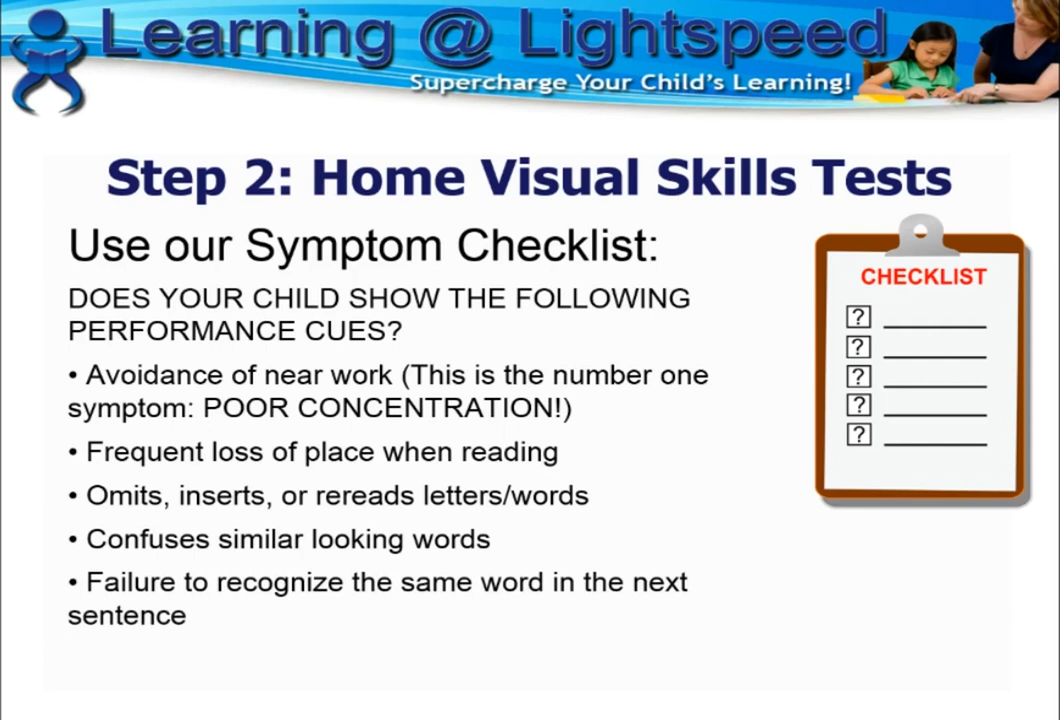 Learning @ Lightspeed
Supercharge Your Child's Learning!
Step 2: Home Visual Skills Tests
Use our Symptom Checklist:
DOES YOUR CHILD SHOW THE FOLLOWING
PERFORMANCE CUES?
• Avoidance of near work (This is the number one
symptom: POOR CONCENTRATION!)
• Frequent loss of place when reading
• Omits, inserts, or rereads letters/words
• Confuses similar looking words
• Failure to recognize the same word in the next
sentence
CHECKLIST
?
?
?
?
?